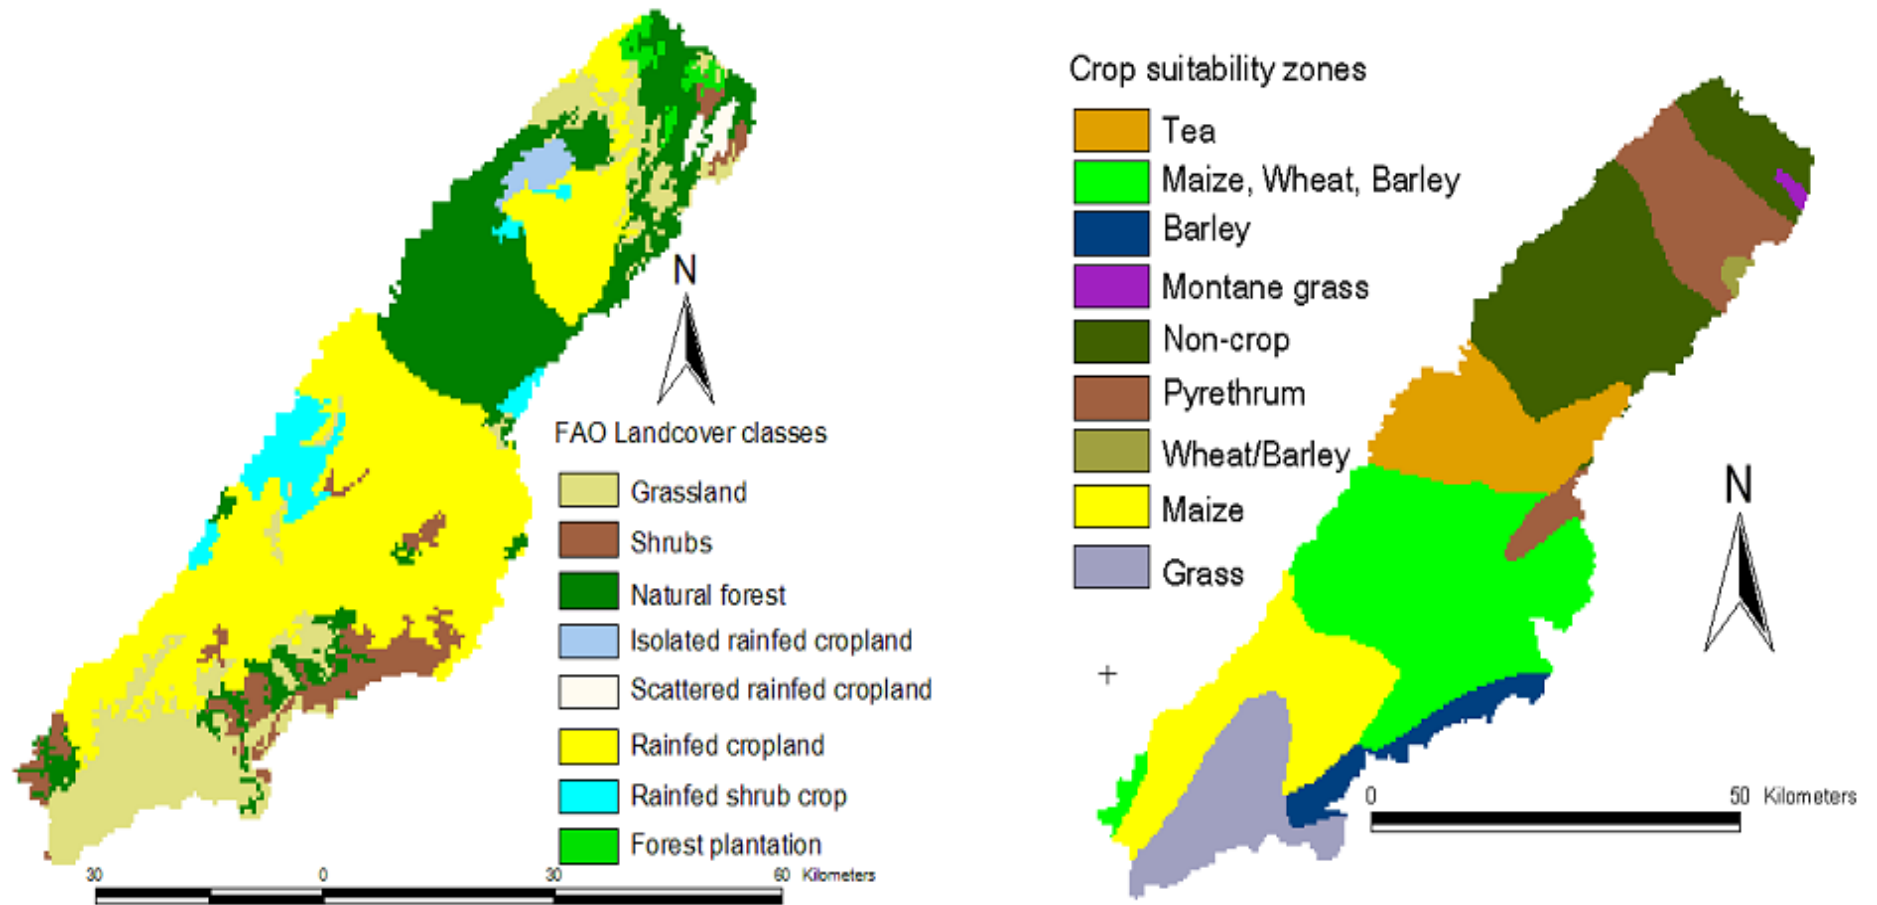 N
FAO Landcover classes
Grassland
Shrubs
Natural forest
Isolated rainfed cropland
Scattered rainfed cropland
Rainfed cropland
Rainfed shrub crop
Forest plantation
30 0 30 60 Kilometers
Crop suitability zones
Tea
Maize, Wheat, Barley
Barley
Montane grass
Non-crop
Pyrethrum
Wheat/Barley
Maize
Grass
N
0 50 Kilometers